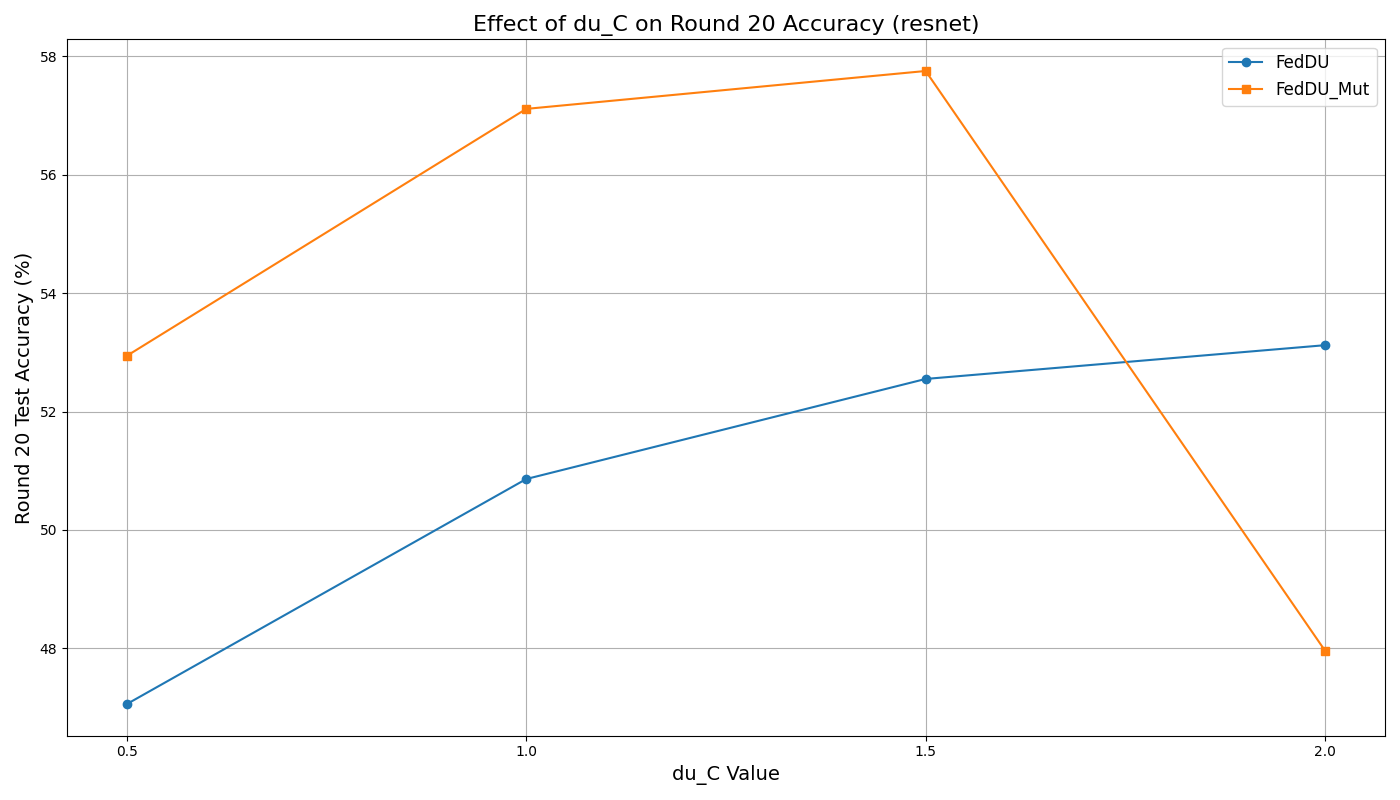 Effect of du_C on Round 20 Accuracy (resnet)
FedDU
FedDU_Mut
Round 20 Test Accuracy (%)
58
56
54
52
50
48
0.5 1.0 1.5 2.0
du_C Value